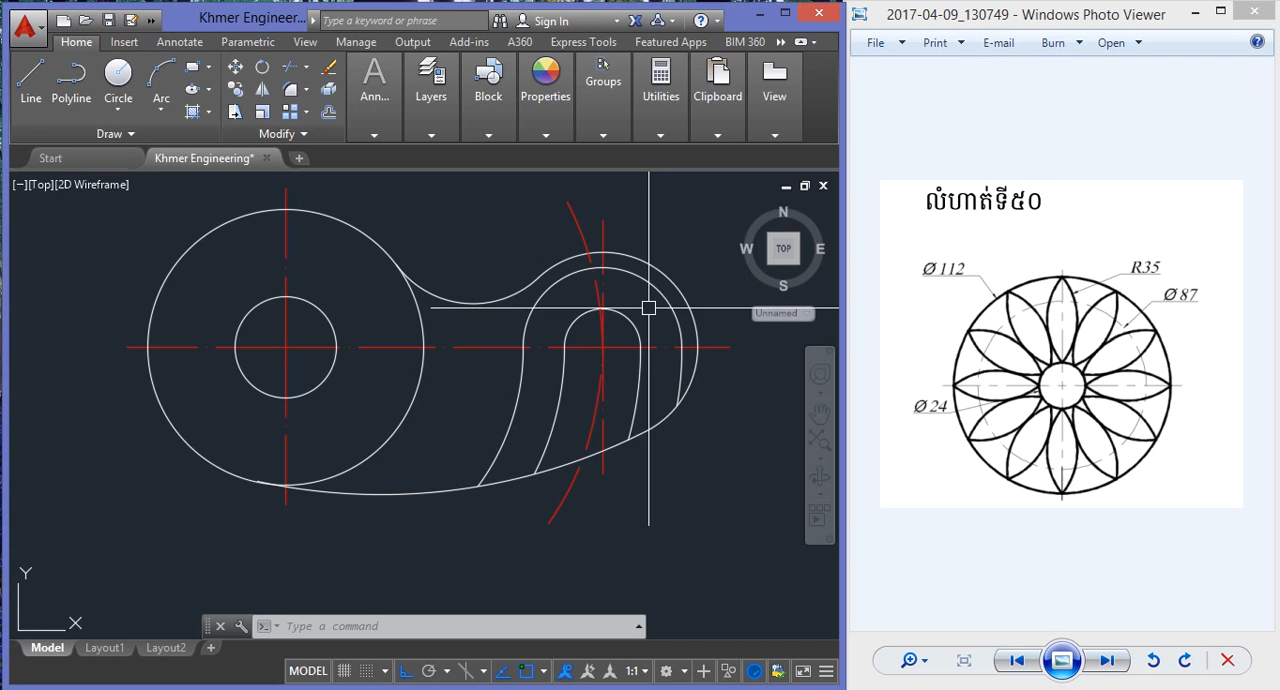 Khmer Engineer...
Type a keyword or phrase
Sign In
Home Insert Annotate Parametric View Manage Output Add-ins A360 Express Tools Featured Apps BIM 360
Line Polyline Circle Arc
Ann... Layers Block Properties Groups Utilities Clipboard View
Draw Modify
Start Khmer Engineering*
[−][Top][2D Wireframe]
N
W TOP E
S
Unnamed
Y
X
Type a command
Model Layout1 Layout2
MODEL 1:1
2017-04-09_130749 - Windows Photo Viewer
File Print E-mail Burn Open
លំហាត់ទី៥០
Ø 112 R35
Ø 87
Ø 24